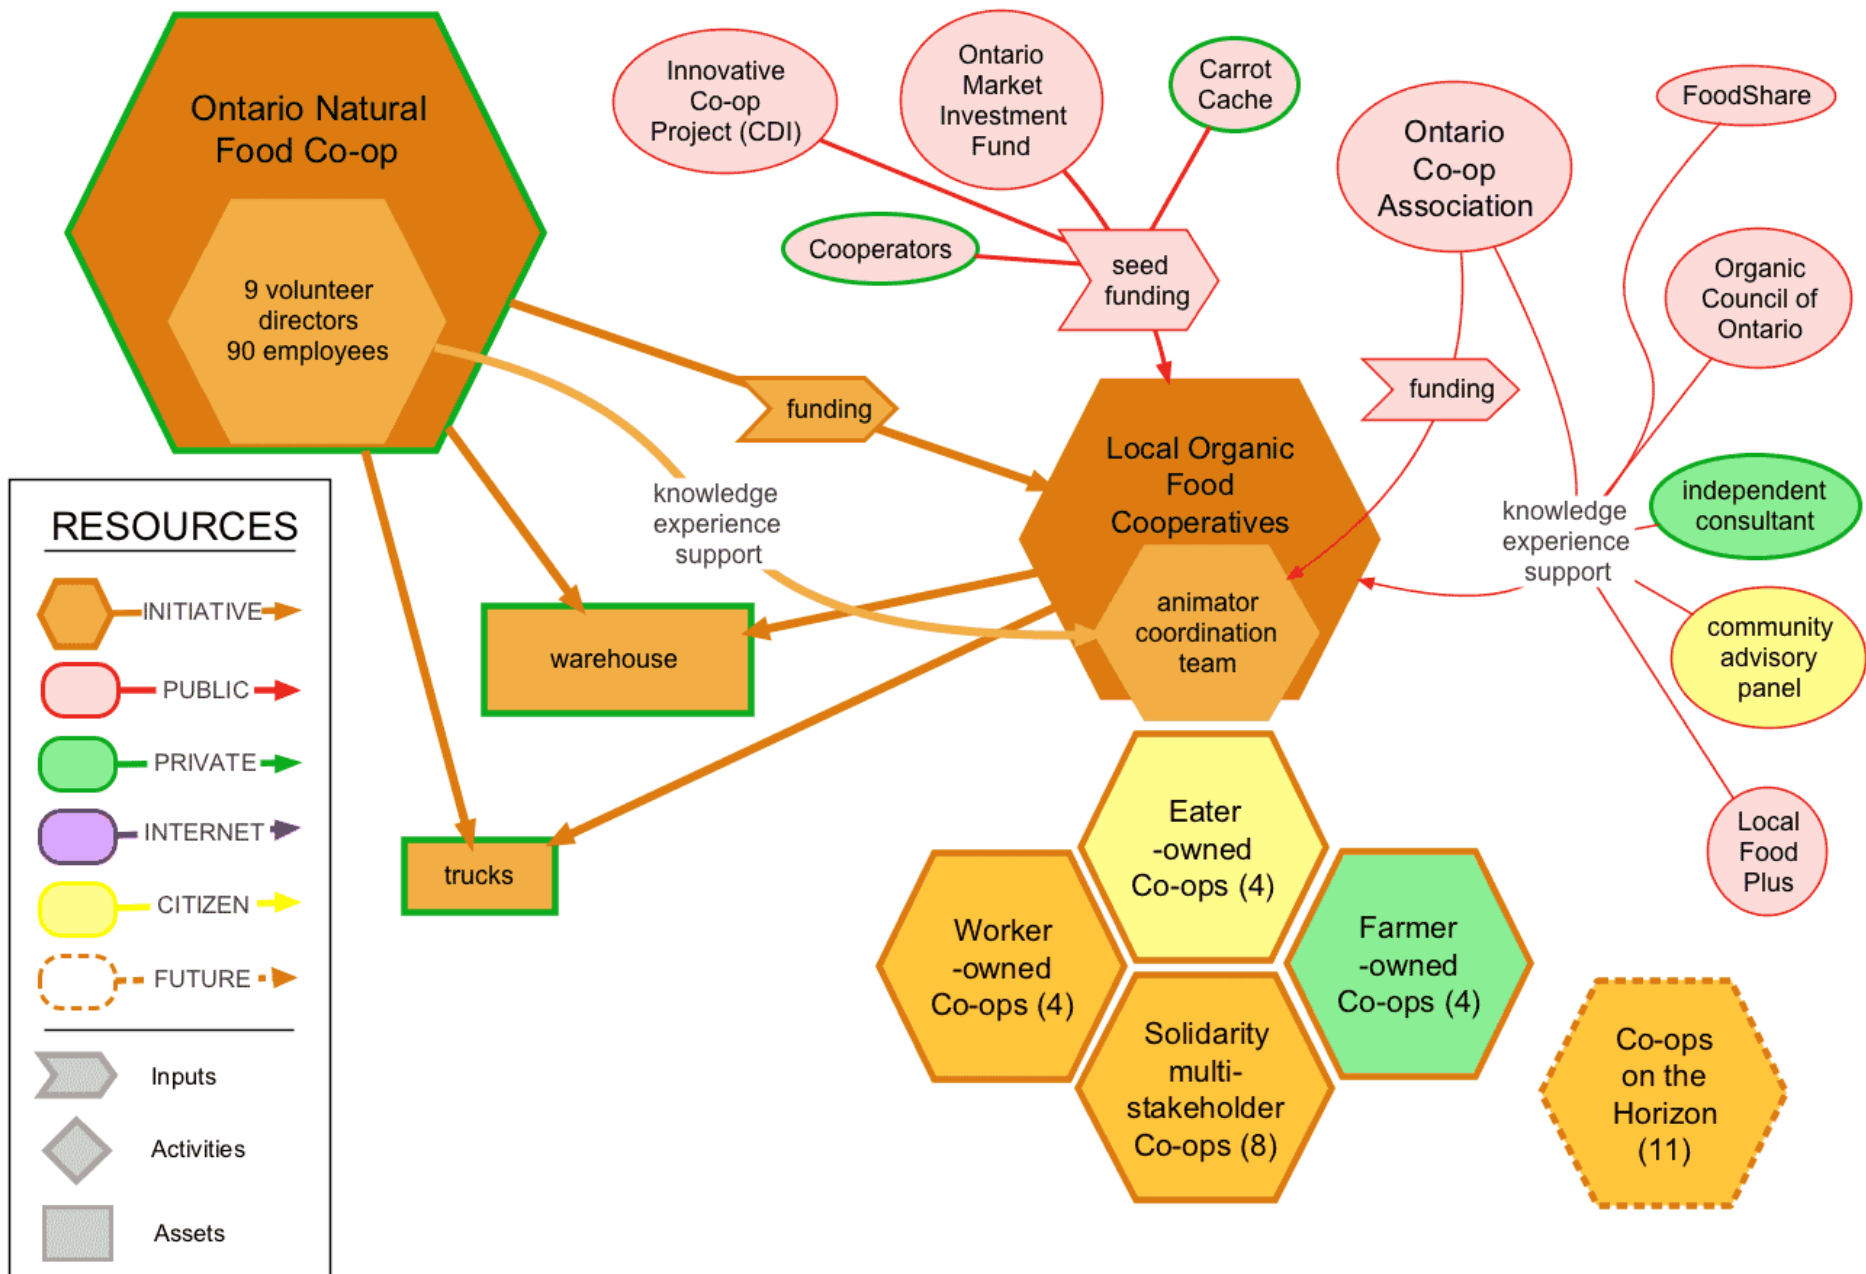 Ontario Natural
Food Co-op
9 volunteer
directors
90 employees
Innovative
Co-op
Project (CDI)
Ontario
Market
Investment
Fund
Carrot
Cache
Cooperators
seed
funding
Ontario
Co-op
Association
FoodShare
Organic
Council of
Ontario
funding
funding
knowledge
experience
support
Local Organic
Food
Cooperatives
animator
coordination
team
knowledge
experience
support
independent
consultant
community
advisory
panel
Local
Food
Plus
warehouse
trucks
Eater
-owned
Co-ops (4)
Worker
-owned
Co-ops (4)
Farmer
-owned
Co-ops (4)
Solidarity
multi-
stakeholder
Co-ops (8)
Co-ops
on the
Horizon
(11)
RESOURCES
INITIATIVE
PUBLIC
PRIVATE
INTERNET
CITIZEN
FUTURE
Inputs
Activities
Assets